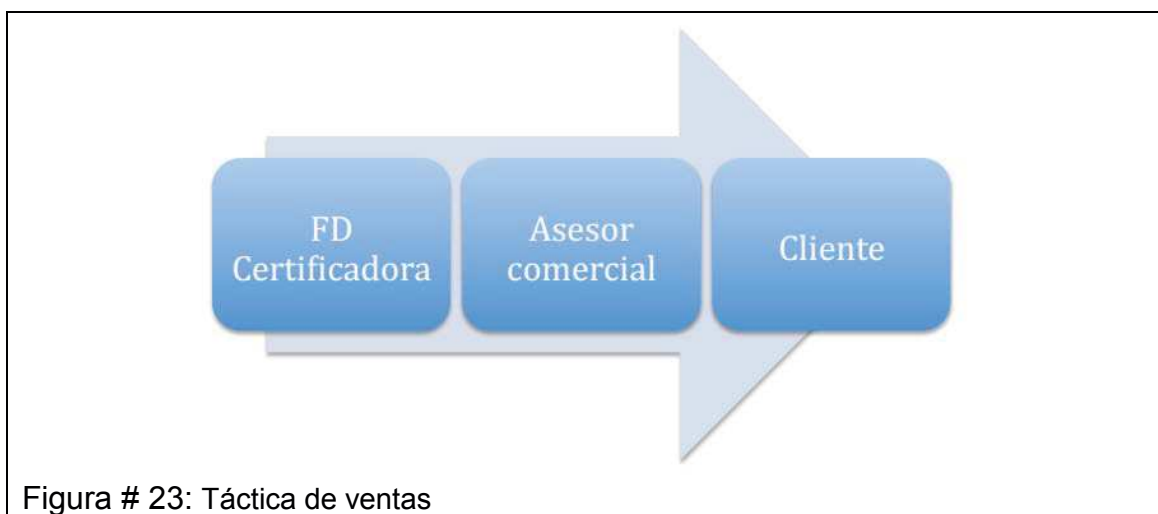 FD
Certificadora
Asesor
comercial
Cliente
Figura # 23: Táctica de ventas